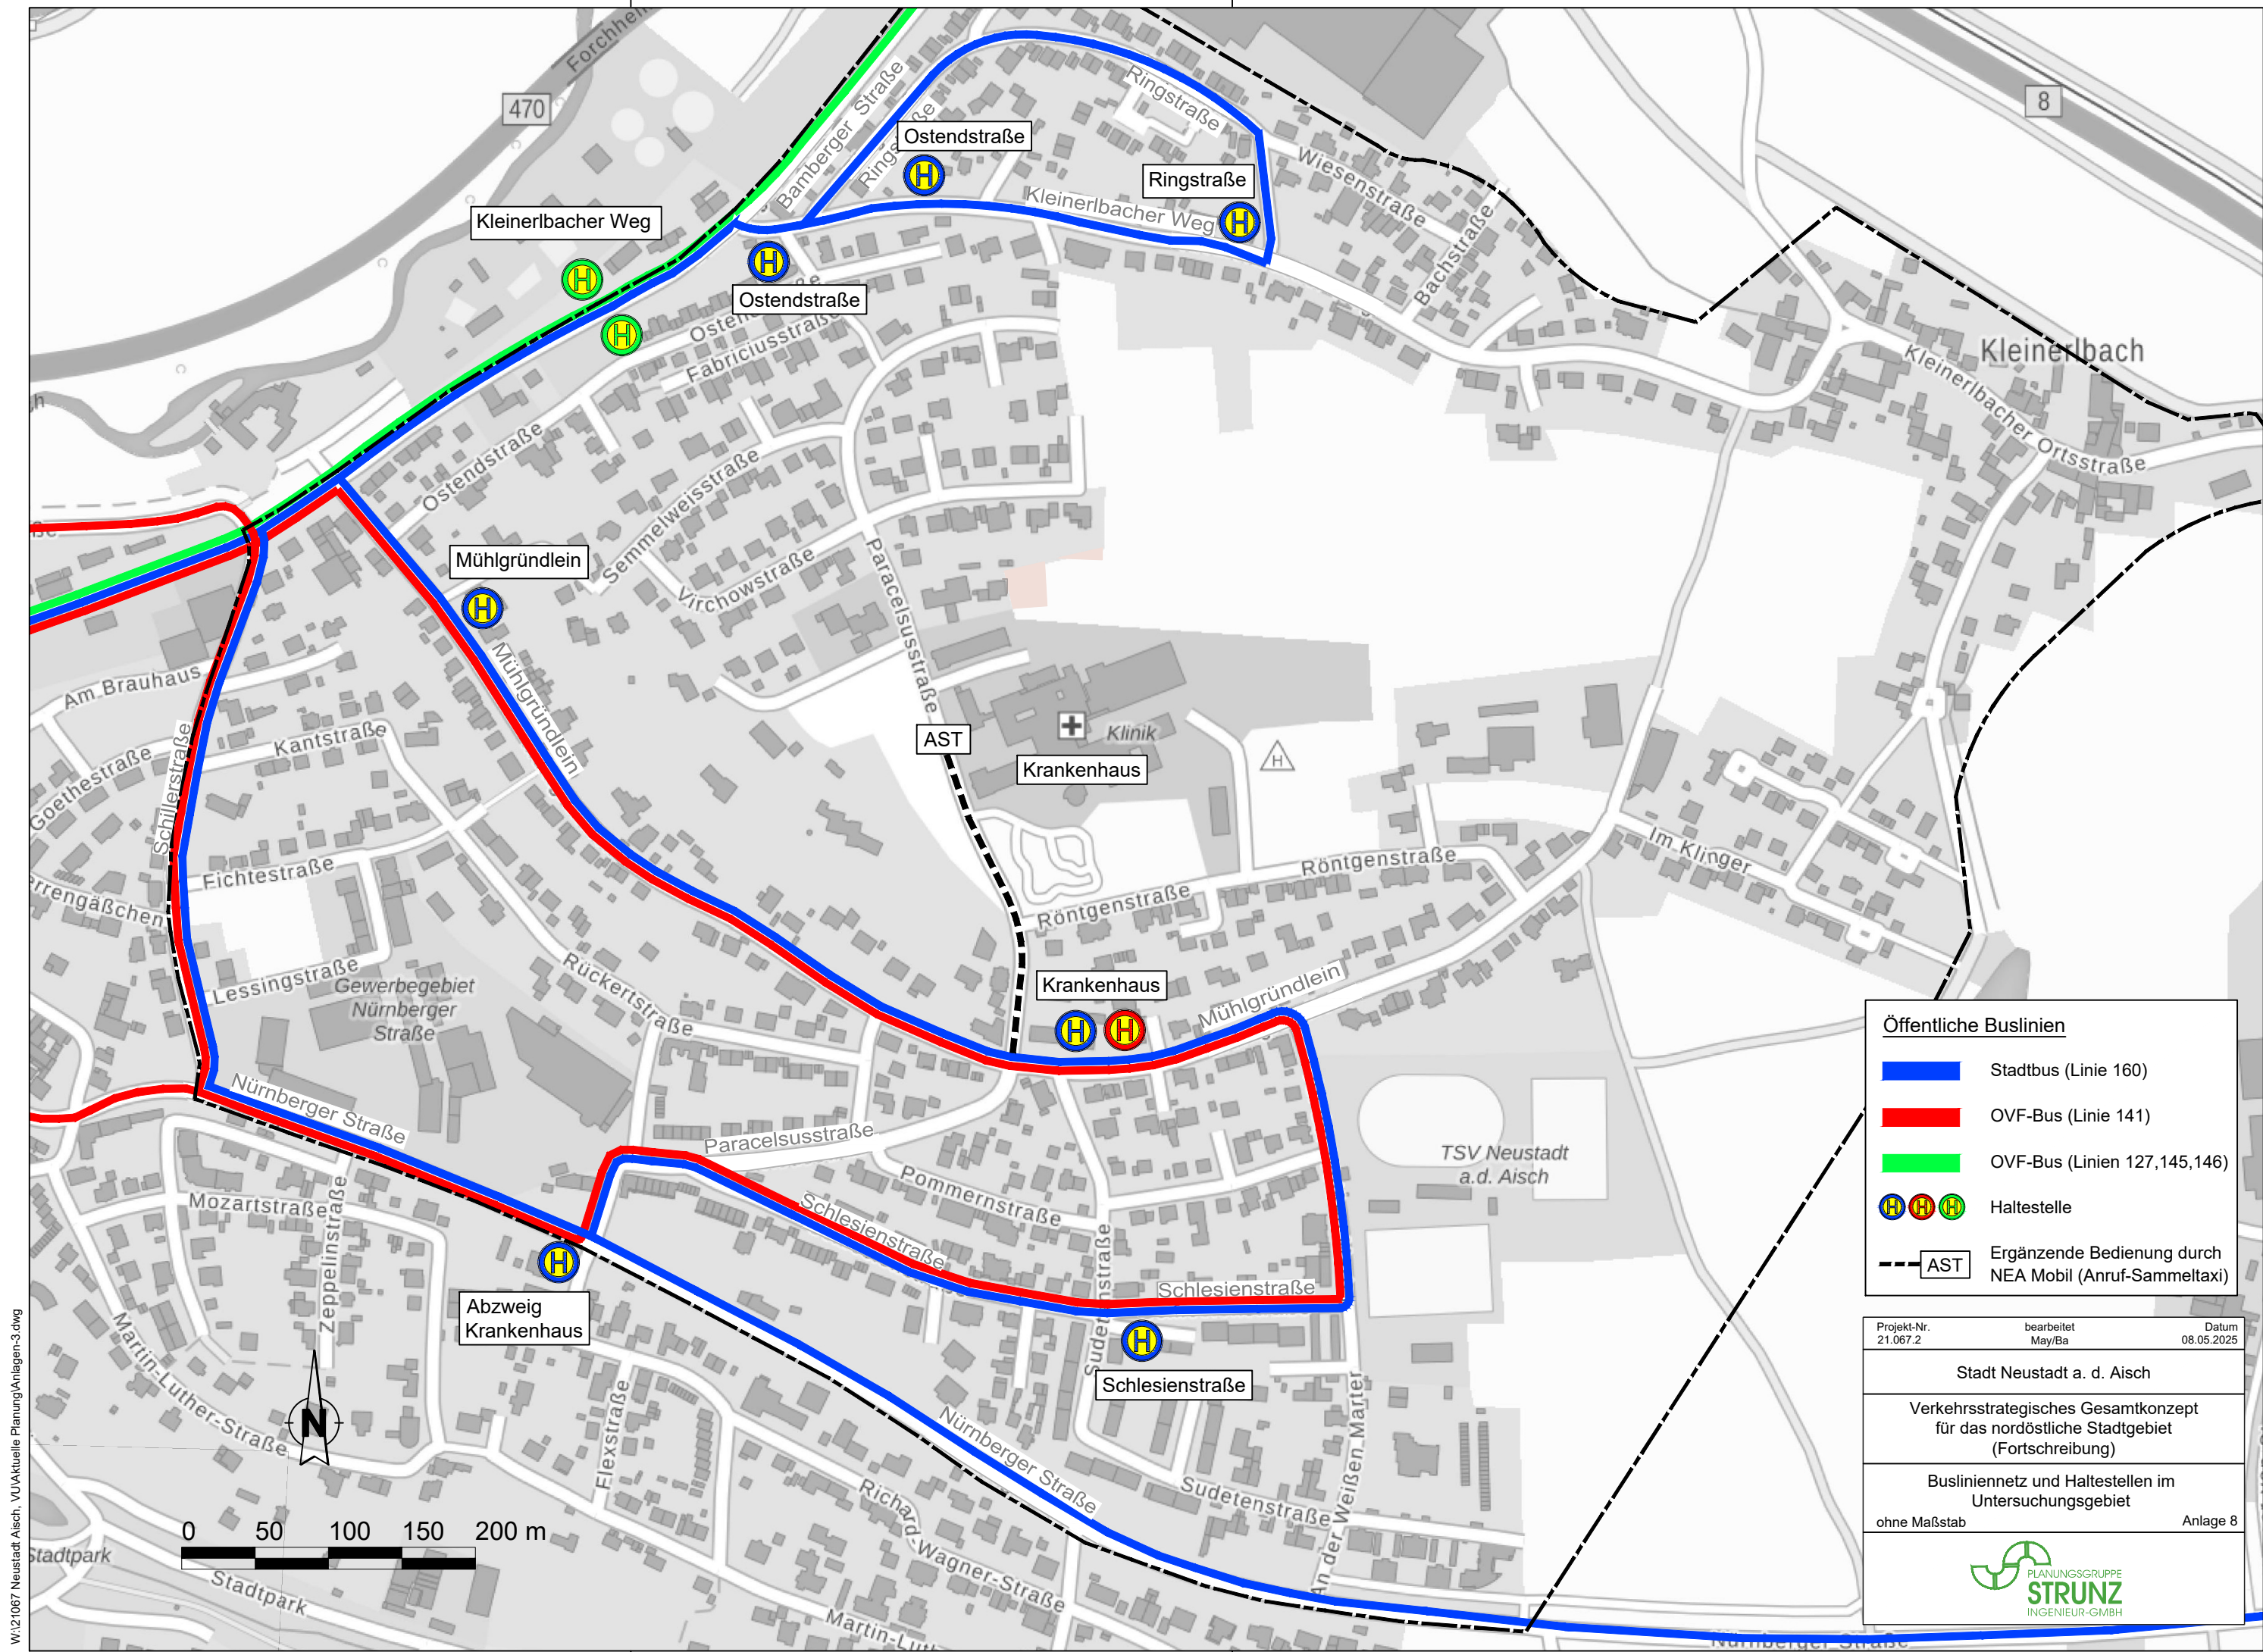 Forchhei
470
8
Bamberger Straße
Ringstraße
Ringstraße
Ostendstraße
Ringstraße
Wiesenstraße
Kleinerlbacher Weg
Kleinerlbacher Weg
Bachstraße
Ostendstraße
Fabriciusstraße
Kleinerlbach
Kleinerlbacher Ortsstraße
Ostendstraße
Semmelweisstraße
Mühlgründlein
Virchowstraße
Paracelsusstraße
Mühlgründlein
Am Brauhaus
Kantstraße
Goethestraße
Schillerstraße
AST
Klinik
Krankenhaus
H
Im Klinger
Röntgenstraße
Röntgenstraße
Fichtestraße
errengäßchen
Lessingstraße
Gewerbegebiet
Nürnberger
Straße
Rückertstraße
Krankenhaus
Mühlgründlein
Nürnberger Straße
Paracelsusstraße
Pommernstraße
TSV Neustadt
a.d. Aisch
Mozartstraße
Zeppelinstraße
Schlesienstraße
Schlesienstraße
Sudetenstraße
Abzweig
Krankenhaus
Schlesienstraße
Martin-Luther-Straße
Flexstraße
Nürnberger Straße
An der Weißen Marter
Sudetenstraße
Richard-Wagner-Straße
N
0 50 100 150 200 m
Stadtpark
Stadtpark
Martin-Luth
Nürnberger Straße
Öffentliche Buslinien
Stadtbus (Linie 160)
OVF-Bus (Linie 141)
OVF-Bus (Linien 127,145,146)
H H H Haltestelle
AST
Ergänzende Bedienung durch
NEA Mobil (Anruf-Sammeltaxi)
Projekt-Nr. bearbeitet Datum
21.067.2 May/Ba 08.05.2025
Stadt Neustadt a. d. Aisch
Verkehrsstrategisches Gesamtkonzept
für das nordöstliche Stadtgebiet
(Fortschreibung)
Busliniennetz und Haltestellen im
Untersuchungsgebiet
ohne Maßstab Anlage 8
PLANUNGSGRUPPE
STRUNZ
INGENIEUR-GMBH
W:\21067 Neustadt Aisch, VU\Aktuelle Planung\Anlagen-3.dwg